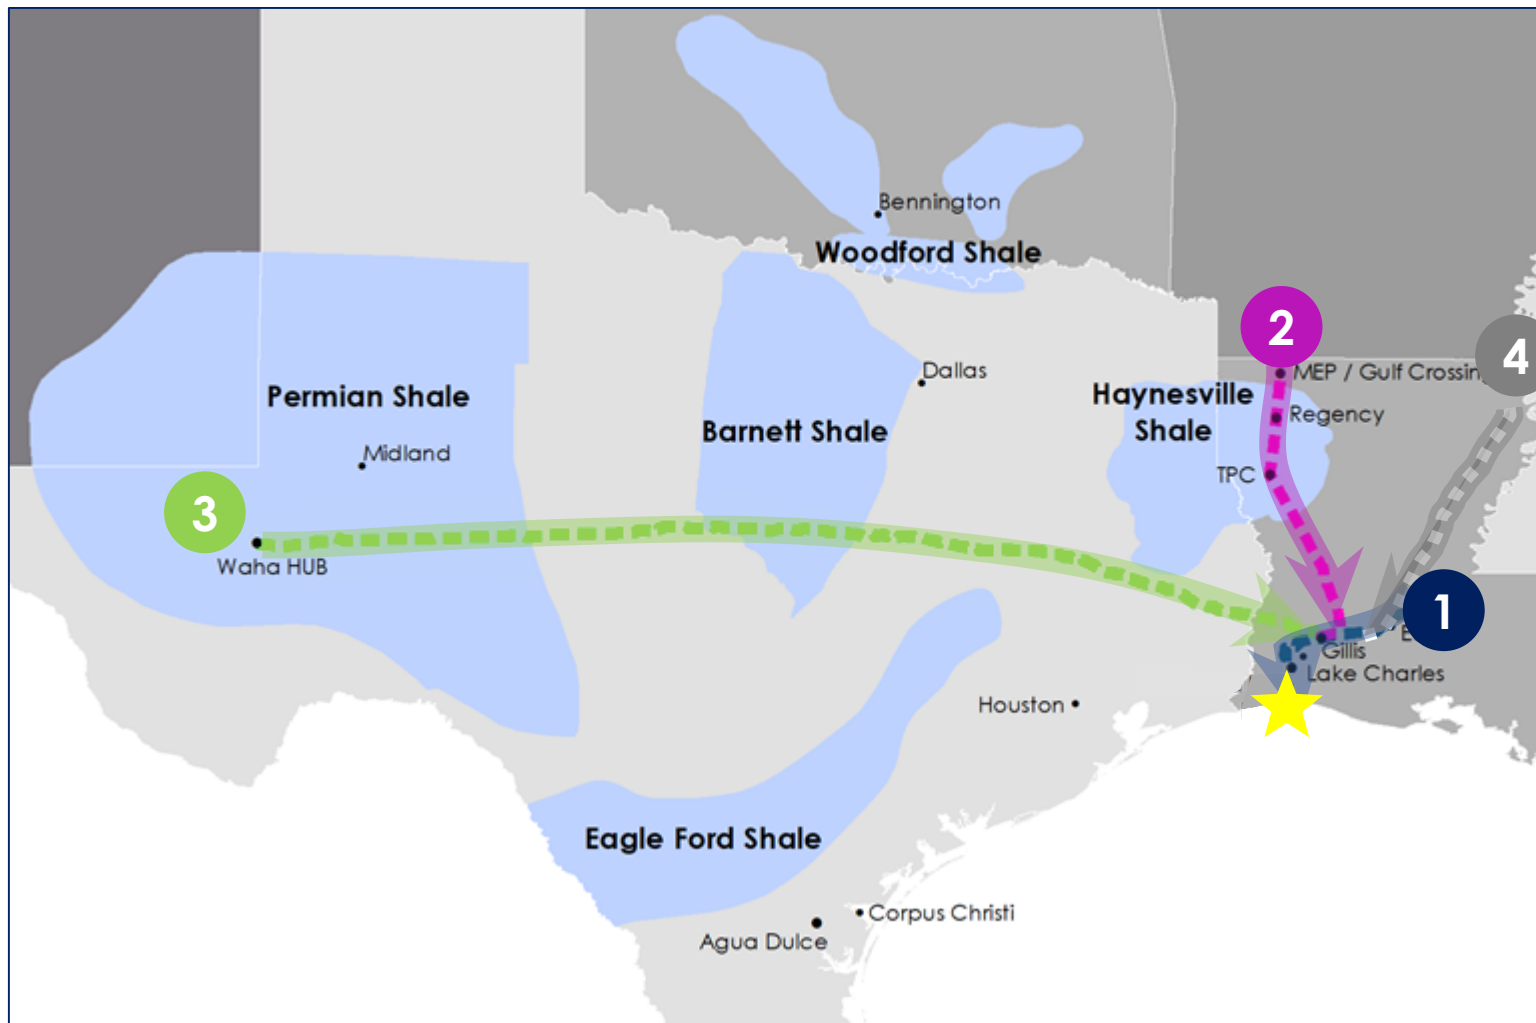 Bennington
Woodford Shale
2
4
MEP / Gulf Crossin
Dallas
Permian Shale
Haynesville
Shale
Regency
Barnett Shale
Midland
TPC
3
Waha HUB
1
E
Gillis
Lake Charles
Houston
Eagle Ford Shale
Corpus Christi
Agua Dulce